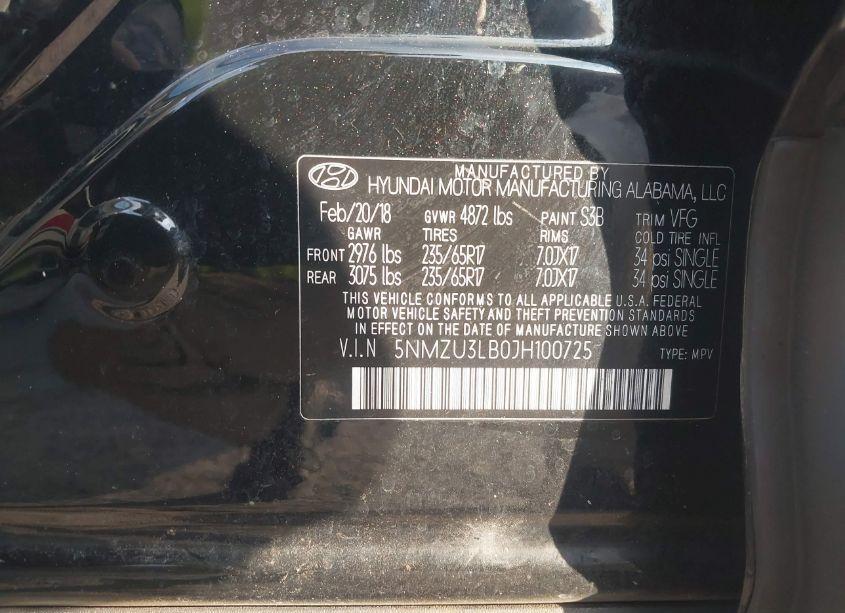 MANUFACTURED BY
HYUNDAI MOTOR MANUFACTURING ALABAMA, LLC
Feb/20/18 GVWR 4872 lbs PAINT S3B TRIM VFG
GAWR TIRES RIMS COLD TIRE INFL
FRONT 2976 lbs 235/65R17 7.0JX17 34 psi SINGLE
REAR 3075 lbs 235/65R17 7.0JX17 34 psi SINGLE
THIS VEHICLE CONFORMS TO ALL APPLICABLE U.S.A. FEDERAL
MOTOR VEHICLE SAFETY AND THEFT PREVENTION STANDARDS
IN EFFECT ON THE DATE OF MANUFACTURE SHOWN ABOVE
V.I.N 5NMZU3LB0JH100725 TYPE: MPV